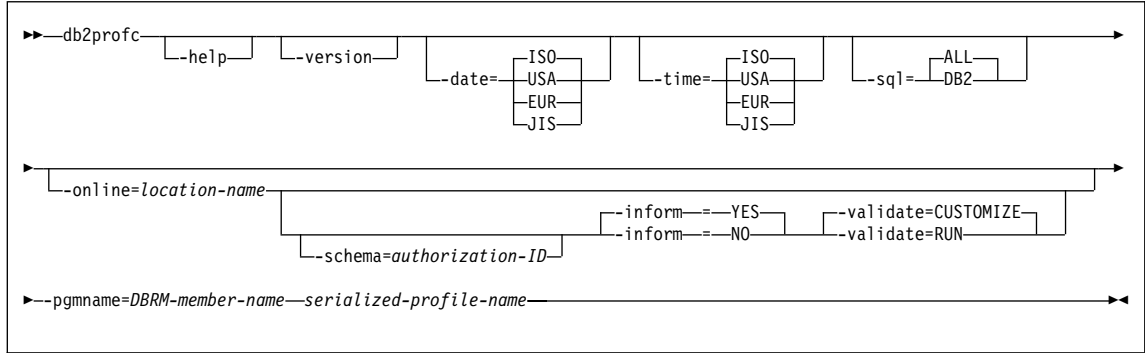 db2profc
-help
-version
-date=
ISO
USA
EUR
JIS
-time=
ISO
USA
EUR
JIS
-sql=
ALL
DB2
-online=location-name
-schema=authorization-ID
-inform = YES
-inform = NO
-validate=CUSTOMIZE
-validate=RUN
-pgmname=DBRM-member-name serialized-profile-name